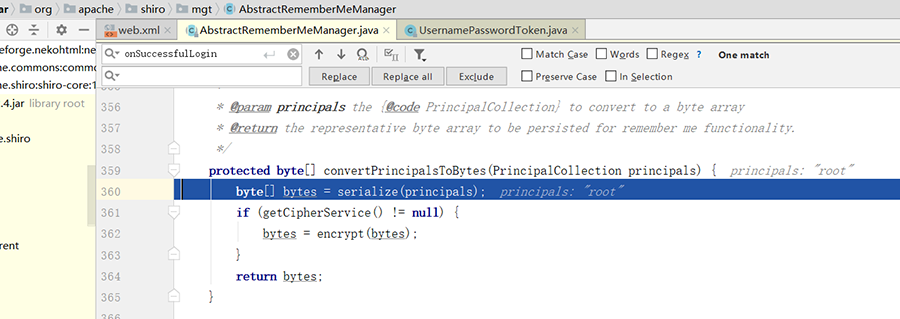 ar org apache shiro mgt AbstractRememberMeManager
web.xml AbstractRememberMeManager.java UsernamePasswordToken.java
eforge.nekohtml:ne
e.commons:comm
e.shiro:shiro-core:1
.4.jar library root
e.shiro
rent
onSuccessfulLogin Match Case Words Regex ? One match
Replace Replace all Exclude Preserve Case In Selection
356 * @param principals the {@code PrincipalCollection} to convert to a byte array
357 * @return the representative byte array to be persisted for remember me functionality.
358 */
359 protected byte[] convertPrincipalsToBytes(PrincipalCollection principals) { principals: "root"
360 byte[] bytes = serialize(principals); principals: "root"
361 if (getCipherService() != null) {
362 bytes = encrypt(bytes);
363 }
364 return bytes;
365 }